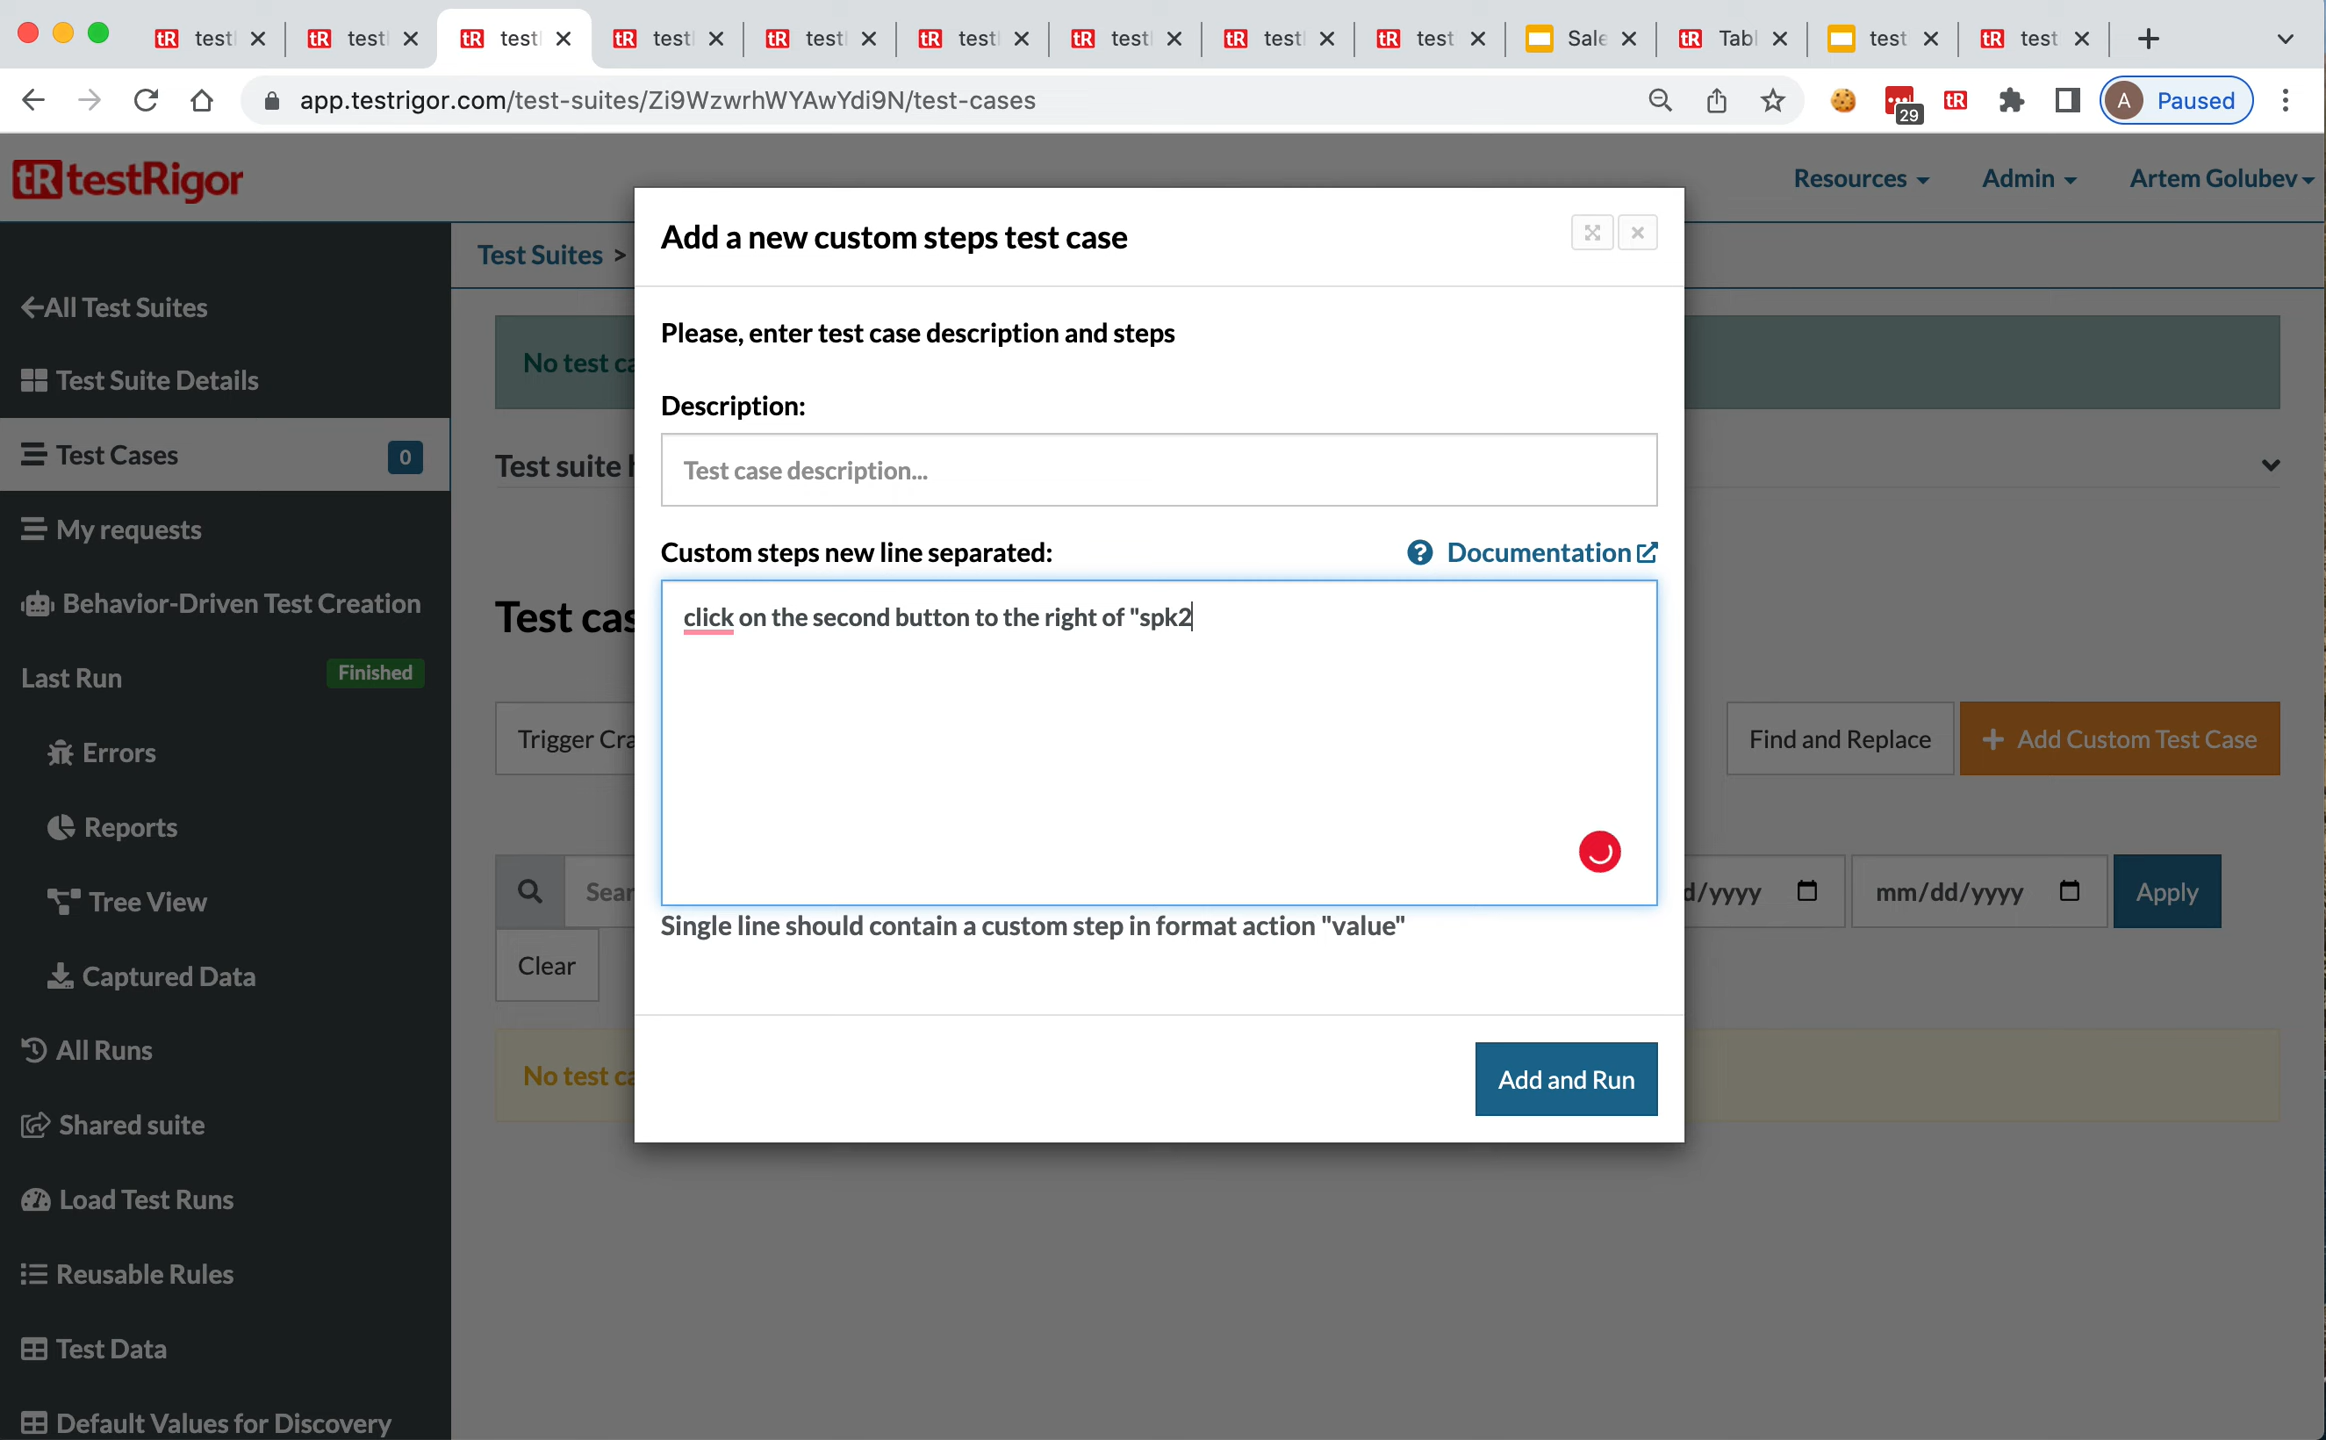 test
test
test
test
test
test
test
test
test
Sale
Tab
test
test
app.testrigor.com/test-suites/Zi9WzwrhWYAwYdi9N/test-cases
29
A Paused
tR testRigor
Resources
Admin
Artem Golubev
Add a new custom steps test case
Test Suites >
←All Test Suites
Please, enter test case description and steps
No test ca
Test Suite Details
Description:
Test Cases 0
Test suite h
Test case description...
My requests
Custom steps new line separated:
Documentation
Behavior-Driven Test Creation
Test cas
click on the second button to the right of "spk2
Last Run Finished
Trigger Cra
Find and Replace
+ Add Custom Test Case
Errors
Reports
Sear
d/yyyy
mm/dd/yyyy
Apply
Tree View
Single line should contain a custom step in format action "value"
Clear
Captured Data
All Runs
No test ca
Add and Run
Shared suite
Load Test Runs
Reusable Rules
Test Data
Default Values for Discovery